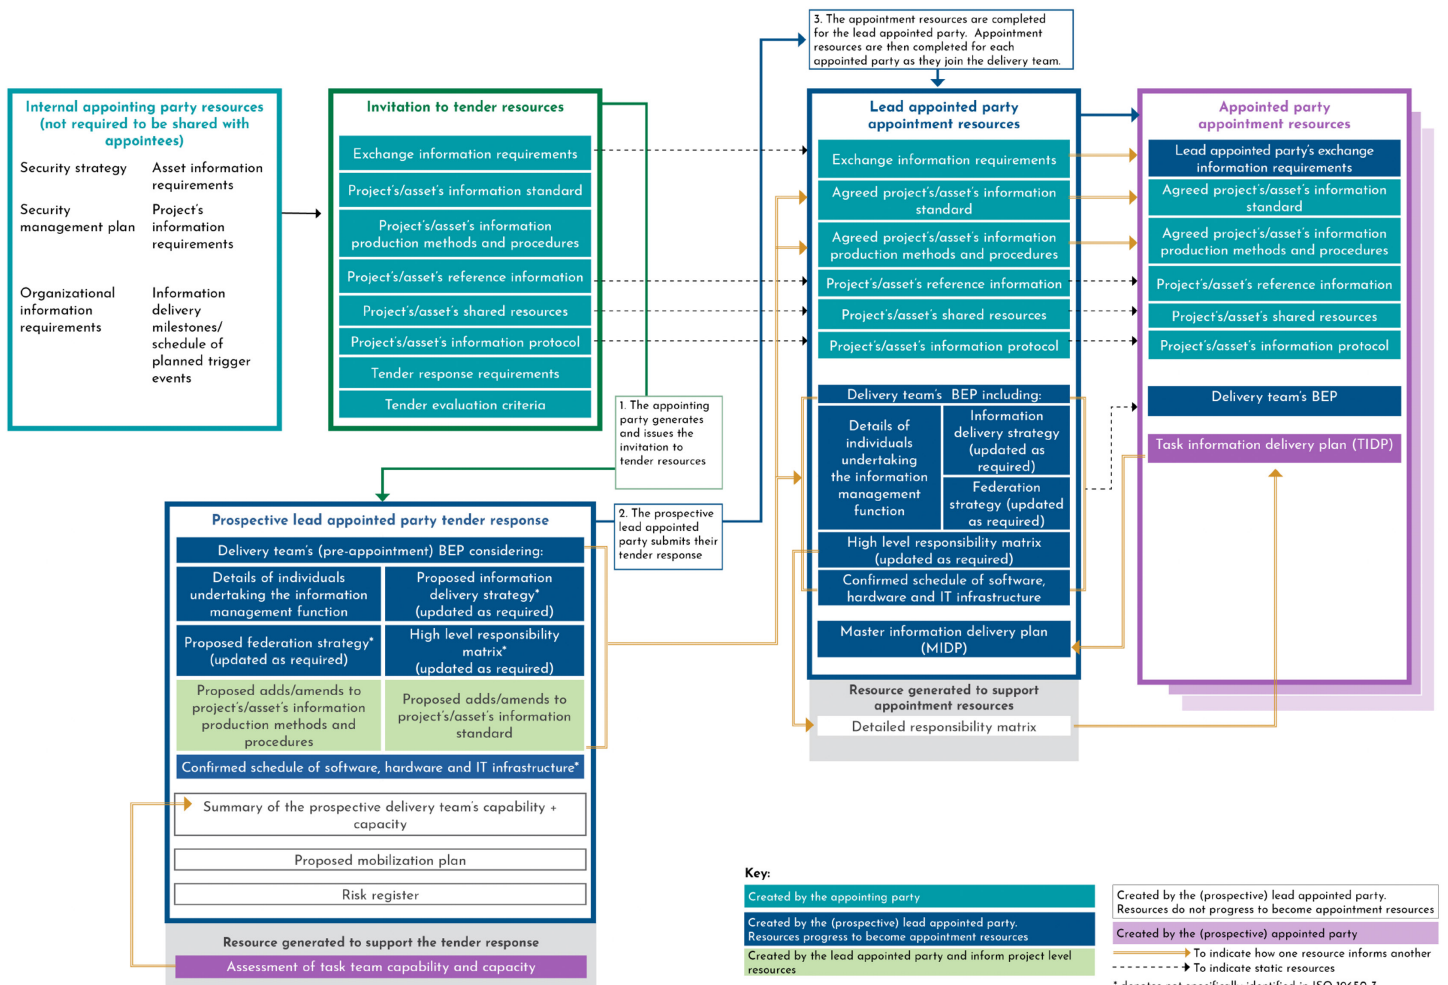 3. The appointment resources are completed
for the lead appointed party. Appointment
resources are then completed for each
appointed party as they join the delivery team.
Internal appointing party resources
(not required to be shared with
appointees)
Security strategy
Asset information
requirements
Security
management plan
Project's
information
requirements
Organizational
information
requirements
Information
delivery
milestones/
schedule of
planned trigger
events
Invitation to tender resources
Exchange information requirements
Project's/asset's information standard
Project's/asset's information
production methods and procedures
Project's/asset's reference information
Project's/asset's shared resources
Project's/asset's information protocol
Tender response requirements
Tender evaluation criteria
1. The appointing
party generates
and issues the
invitation to
tender resources
2. The prospective
lead appointed
party submits their
tender response
Lead appointed party
appointment resources
Exchange information requirements
Agreed project's/asset's information
standard
Agreed project's/asset's information
production methods and procedures
Project's/asset's reference information
Project's/asset's shared resources
Project's/asset's information protocol
Delivery team's BEP including:
Details of
individuals
undertaking
the information
management
function
Information
delivery strategy
(updated as
required)
Federation
strategy (updated
as required)
High level responsibility matrix
(updated as required)
Confirmed schedule of software,
hardware and IT infrastructure
Master information delivery plan
(MIDP)
Resource generated to support
appointment resources
Detailed responsibility matrix
Appointed party
appointment resources
Lead appointed party's exchange
information requirements
Agreed project's/asset's information
standard
Agreed project's/asset's information
production methods and procedures
Project's/asset's reference information
Project's/asset's shared resources
Project's/asset's information protocol
Delivery team's BEP
Task information delivery plan (TIDP)
Prospective lead appointed party tender response
Delivery team's (pre-appointment) BEP considering:
Details of individuals
undertaking the information
management function
Proposed information
delivery strategy*
(updated as required)
Proposed federation strategy*
(updated as required)
High level responsibility
matrix*
(updated as required)
Proposed adds/amends to
project's/asset's information
production methods and
procedures
Proposed adds/amends to
project's/asset's information
standard
Confirmed schedule of software, hardware and IT infrastructure*
Summary of the prospective delivery team's capability +
capacity
Proposed mobilization plan
Risk register
Resource generated to support the tender response
Assessment of task team capability and capacity
Key:
Created by the appointing party
Created by the (prospective) lead appointed party.
Resources progress to become appointment resources
Created by the lead appointed party and inform project level
resources
Created by the (prospective) lead appointed party.
Resources do not progress to become appointment resources
Created by the (prospective) appointed party
To indicate how one resource informs another
To indicate static resources
* denotes not specifically identified in ISO 19650-3